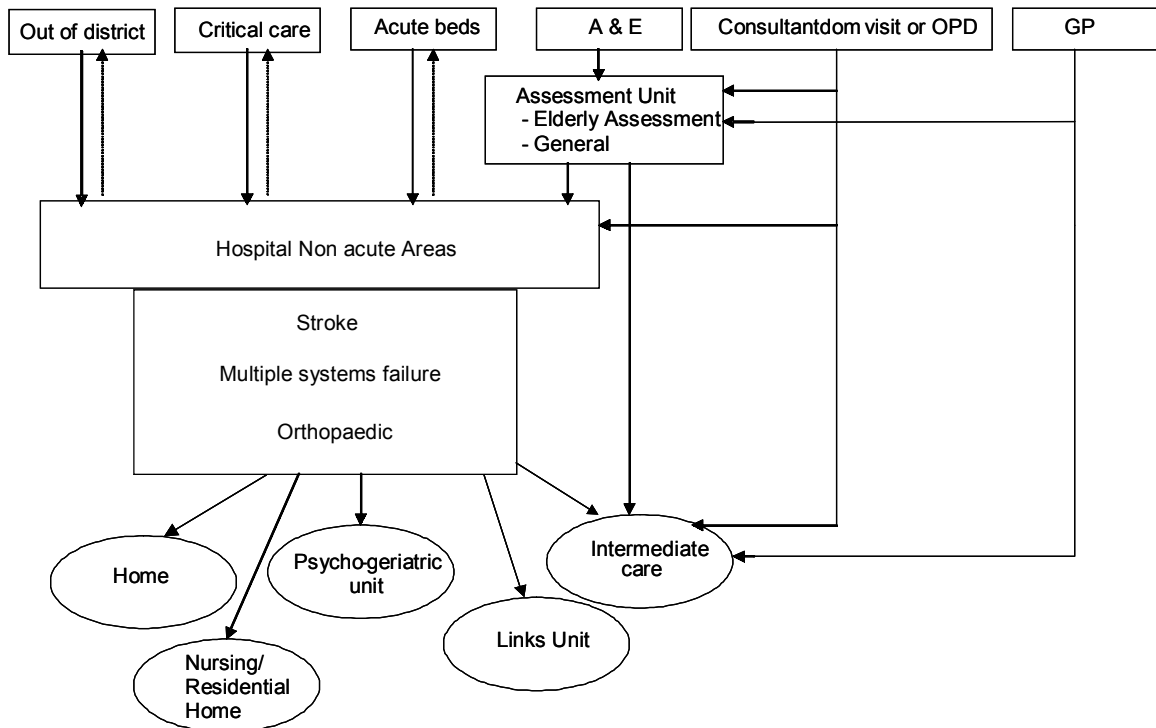 Out of district
Critical care
Acute beds
A & E
Consultantdom visit or OPD
GP
Assessment Unit
- Elderly Assessment
- General
Hospital Non acute Areas
Stroke
Multiple systems failure
Orthopaedic
Home
Psycho-geriatric
unit
Intermediate
care
Links Unit
Nursing/
Residential
Home